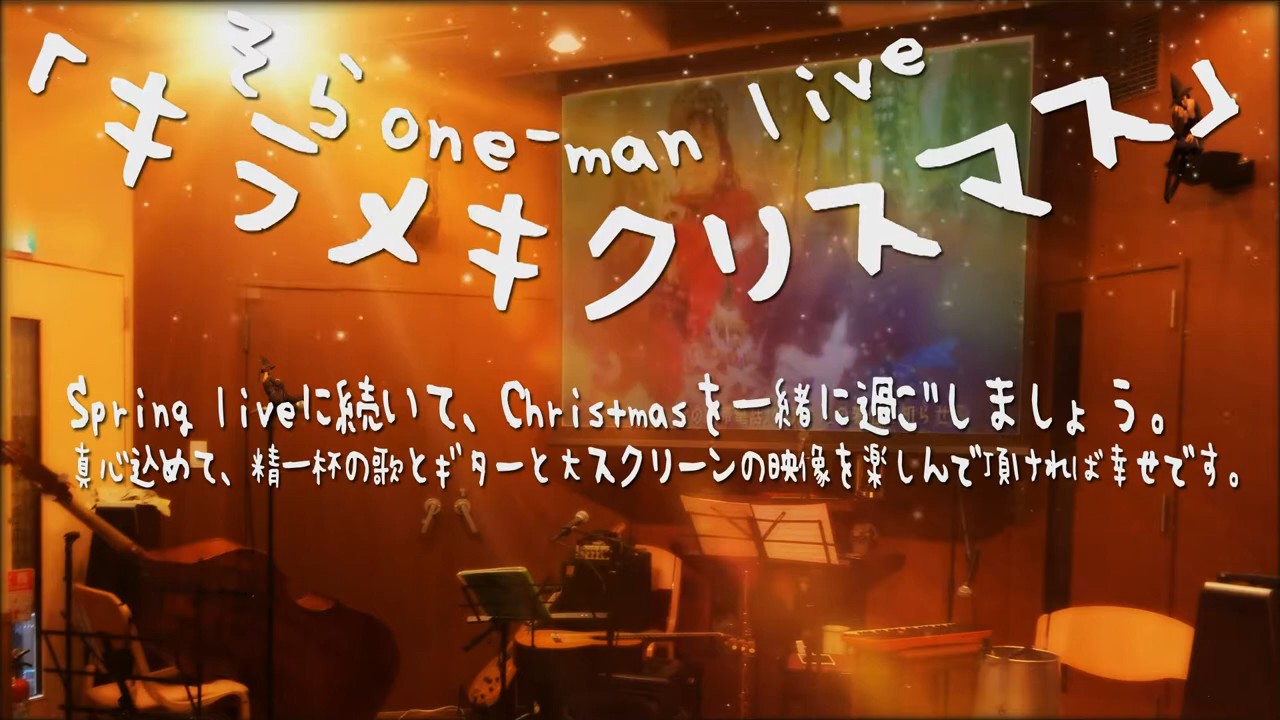 そら one-man live
「キラメキクリスマス」
Spring liveに続いて、Christmasを一緒に過ごしましょう。
真心込めて、精一杯の歌とギターと大スクリーンの映像を楽しんで頂ければ幸せです。